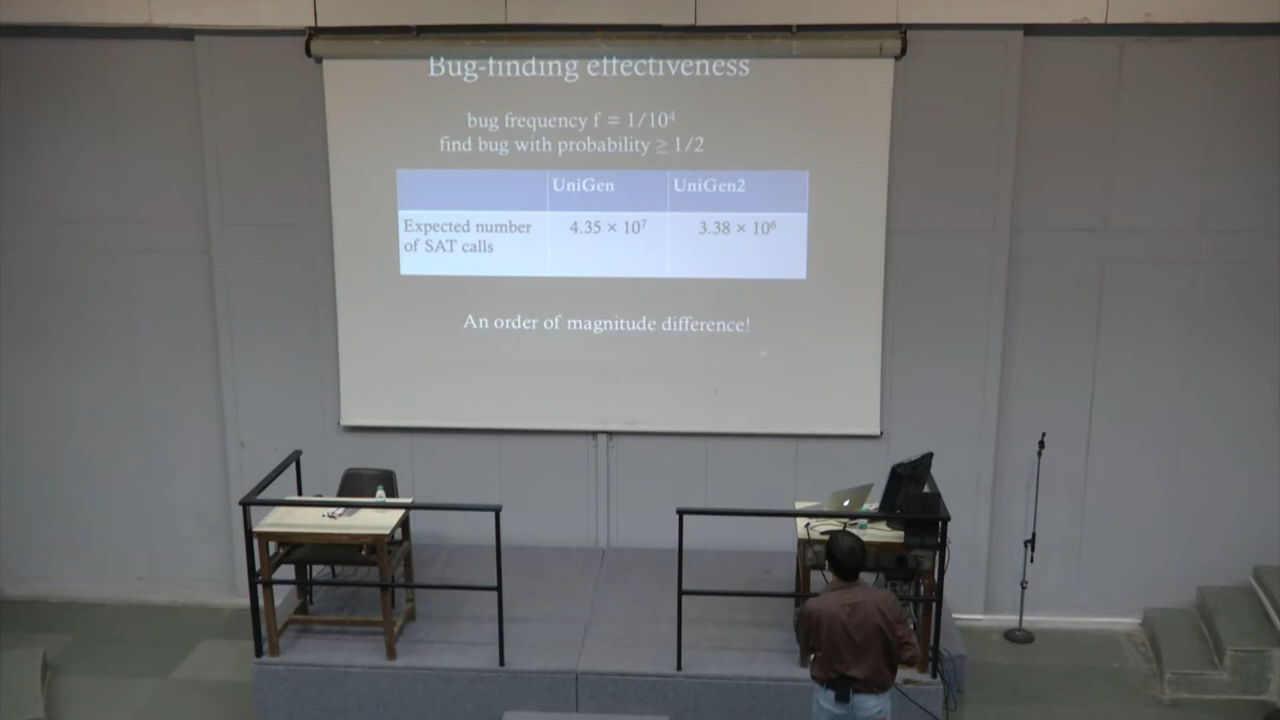 Bug-finding effectiveness
bug frequency f = 1/10⁴
find bug with probability ≥ 1/2
UniGen UniGen2
Expected number of SAT calls 4.35 × 10⁷ 3.38 × 10⁶
An order of magnitude difference!